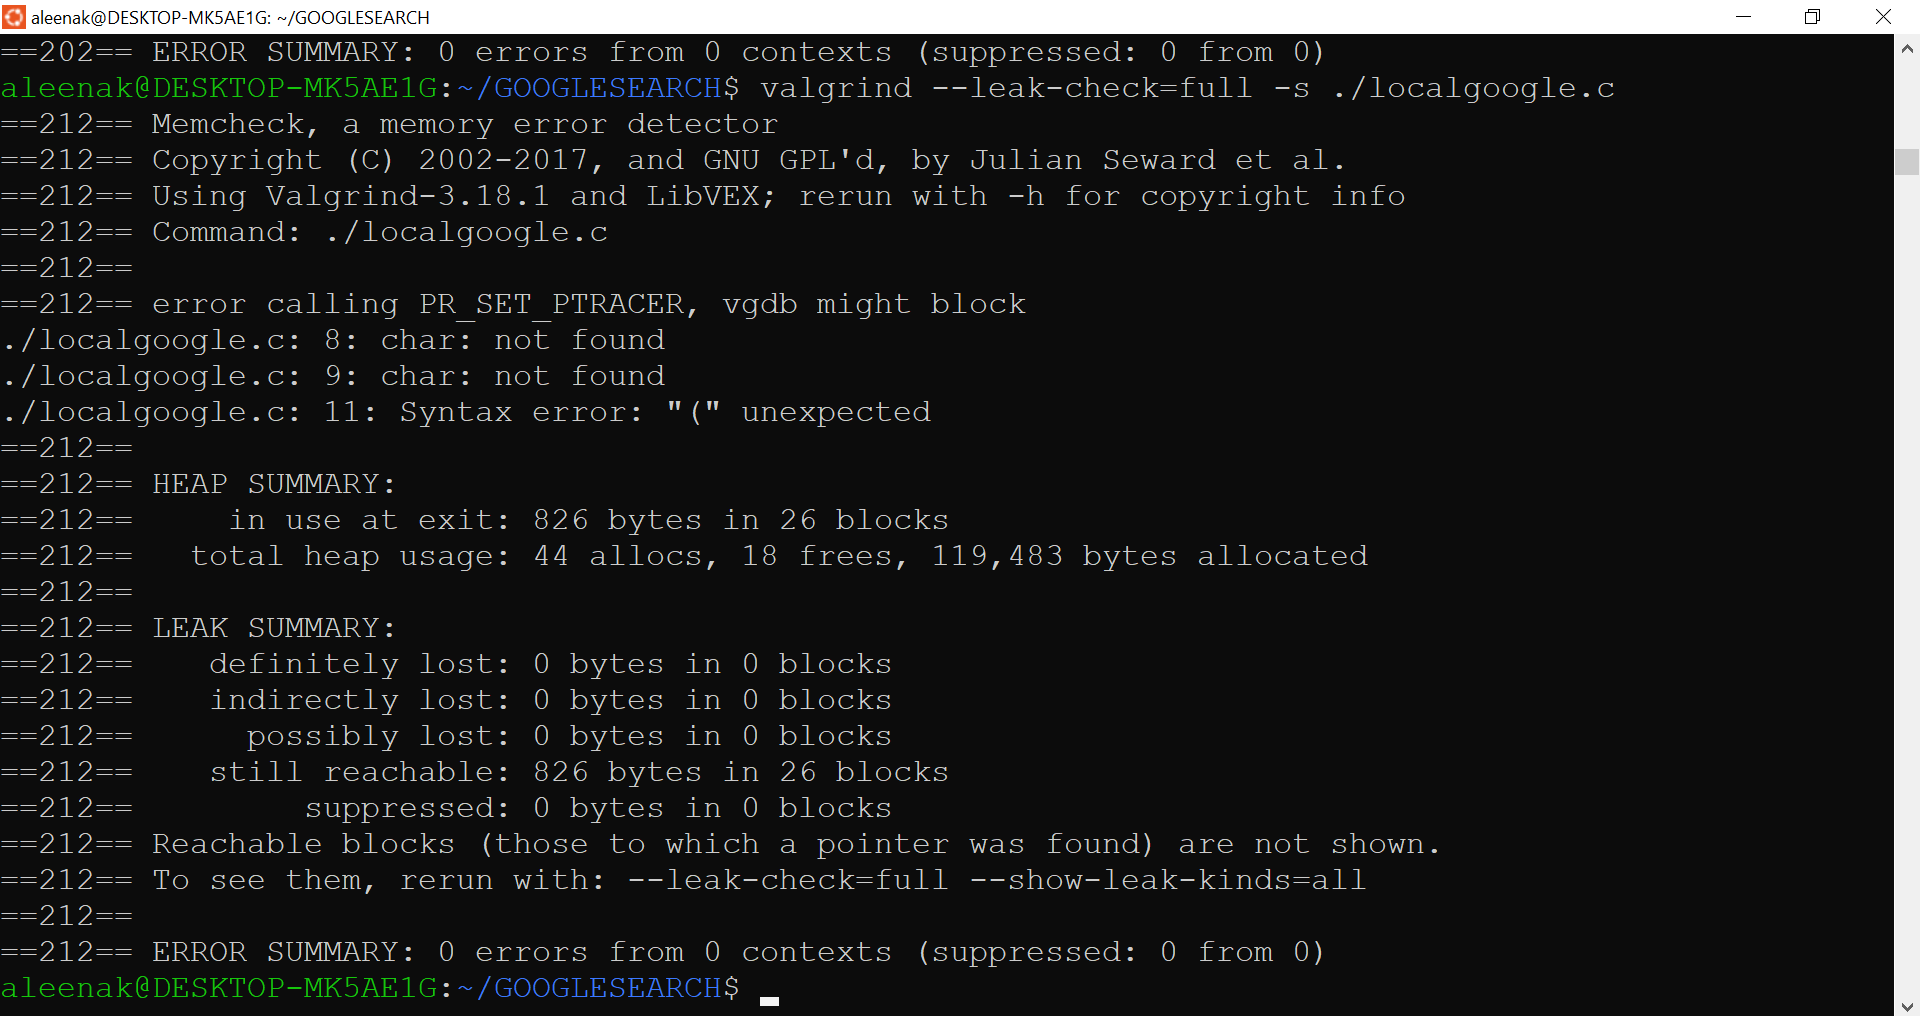 aleenak@DESKTOP-MK5AE1G: ~/GOOGLESEARCH
==202== ERROR SUMMARY: 0 errors from 0 contexts (suppressed: 0 from 0)
aleenak@DESKTOP-MK5AE1G:~/GOOGLESEARCH$ valgrind --leak-check=full -s ./localgoogle.c
==212== Memcheck, a memory error detector
==212== Copyright (C) 2002-2017, and GNU GPL'd, by Julian Seward et al.
==212== Using Valgrind-3.18.1 and LibVEX; rerun with -h for copyright info
==212== Command: ./localgoogle.c
==212==
==212== error calling PR_SET_PTRACER, vgdb might block
./localgoogle.c: 8: char: not found
./localgoogle.c: 9: char: not found
./localgoogle.c: 11: Syntax error: "(" unexpected
==212==
==212== HEAP SUMMARY:
==212==     in use at exit: 826 bytes in 26 blocks
==212==   total heap usage: 44 allocs, 18 frees, 119,483 bytes allocated
==212==
==212== LEAK SUMMARY:
==212==    definitely lost: 0 bytes in 0 blocks
==212==    indirectly lost: 0 bytes in 0 blocks
==212==      possibly lost: 0 bytes in 0 blocks
==212==    still reachable: 826 bytes in 26 blocks
==212==         suppressed: 0 bytes in 0 blocks
==212== Reachable blocks (those to which a pointer was found) are not shown.
==212== To see them, rerun with: --leak-check=full --show-leak-kinds=all
==212==
==212== ERROR SUMMARY: 0 errors from 0 contexts (suppressed: 0 from 0)
aleenak@DESKTOP-MK5AE1G:~/GOOGLESEARCH$